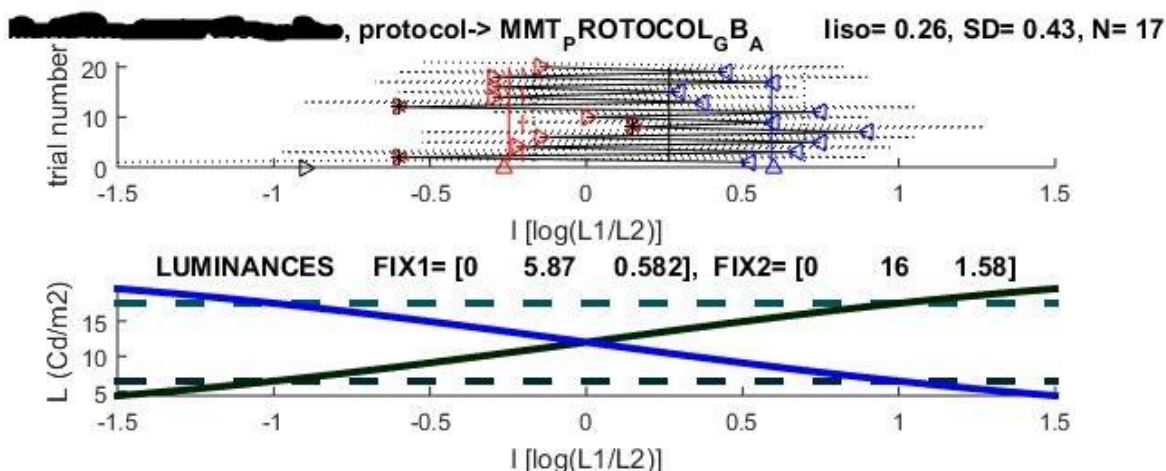 , protocol-> MMT_PROTOCOL_GB_A Iiso= 0.26, SD= 0.43, N= 17
trial number
20
10
0
-1.5 -1 -0.5 0 0.5 1 1.5
I [log(L1/L2)]
LUMINANCES FIX1= [0 5.87 0.582], FIX2= [0 16 1.58]
L (Cd/m2)
15
10
5
-1.5 -1 -0.5 0 0.5 1 1.5
I [log(L1/L2)]